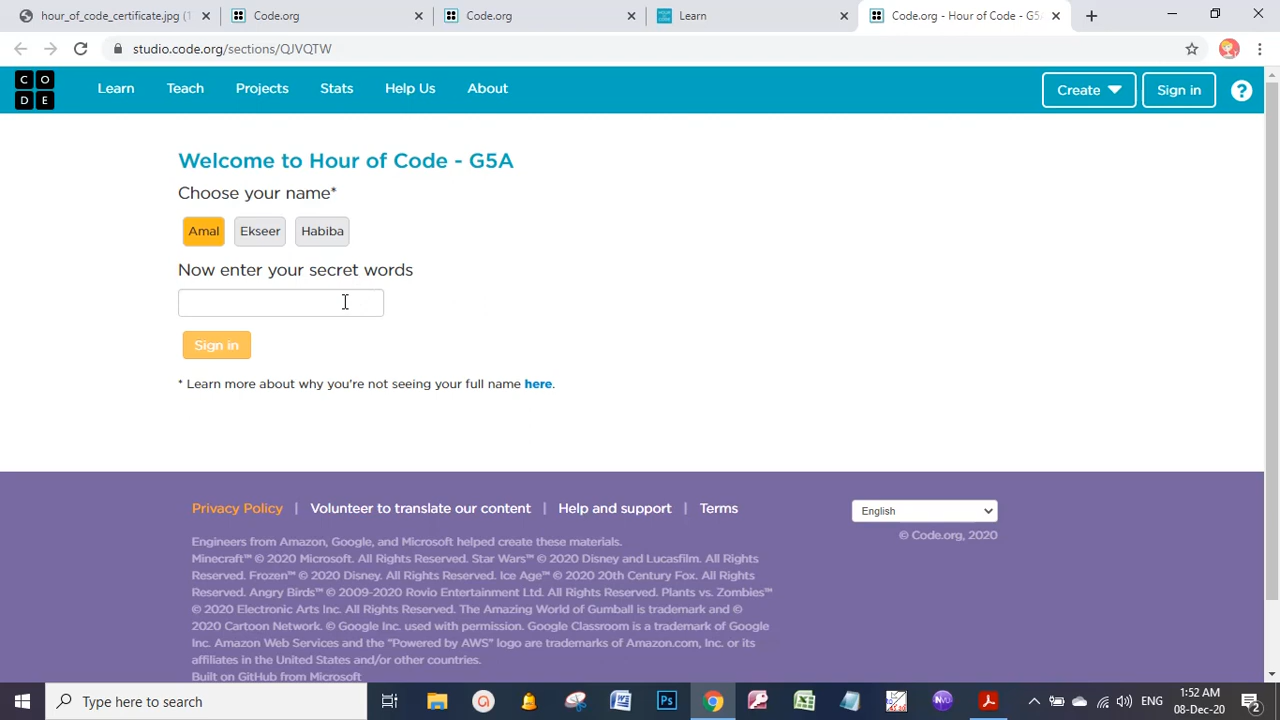 hour_of_code_certificate.jpg (1
Code.org
Code.org
Learn
Code.org - Hour of Code - G5A
studio.code.org/sections/QJVQTW
C O D E
Learn
Teach
Projects
Stats
Help Us
About
Create
Sign in
?
Welcome to Hour of Code - G5A
Choose your name*
Amal
Ekseer
Habiba
Now enter your secret words
Sign in
* Learn more about why you're not seeing your full name here.
Privacy Policy | Volunteer to translate our content | Help and support | Terms
English
© Code.org, 2020
Engineers from Amazon, Google, and Microsoft helped create these materials.
Minecraft™ © 2020 Microsoft. All Rights Reserved. Star Wars™ © 2020 Disney and Lucasfilm. All
Rights Reserved. Frozen™ © 2020 Disney. All Rights Reserved. Ice Age™ © 2020 20th Century Fox. All
Rights Reserved. Angry Birds™ © 2009-2020 Rovio Entertainment Ltd. All Rights Reserved. Plants vs. Zombies™
© 2020 Electronic Arts Inc. All Rights Reserved. The Amazing World of Gumball is trademark and ©
2020 Cartoon Network. © Google Inc. used with permission. Google Classroom is a trademark of Google
Inc. Amazon Web Services and the "Powered by AWS" logo are trademarks of Amazon.com, Inc. or its
affiliates in the United States and/or other countries.
Built on GitHub from Microsoft
Type here to search
ENG
1:52 AM
08-Dec-20
2